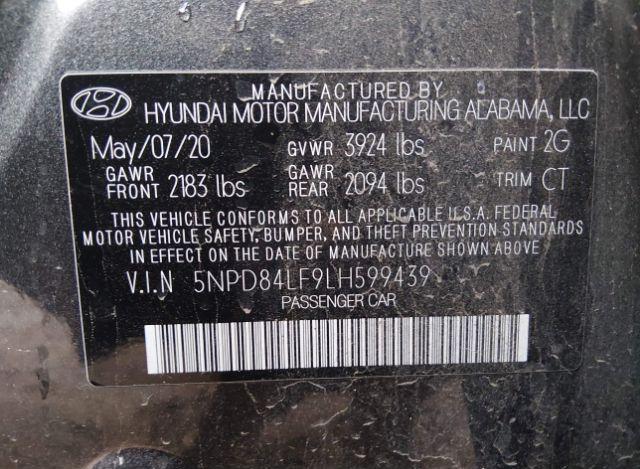 MANUFACTURED BY
HYUNDAI MOTOR MANUFACTURING ALABAMA, LLC
May/07/20 GVWR 3924 lbs PAINT 2G
GAWR FRONT 2183 lbs GAWR REAR 2094 lbs TRIM CT
THIS VEHICLE CONFORMS TO ALL APPLICABLE U.S.A. FEDERAL
MOTOR VEHICLE SAFETY, BUMPER, AND THEFT PREVENTION STANDARDS
IN EFFECT ON THE DATE OF MANUFACTURE SHOWN ABOVE
V.I.N 5NPD84LF9LH599439
PASSENGER CAR